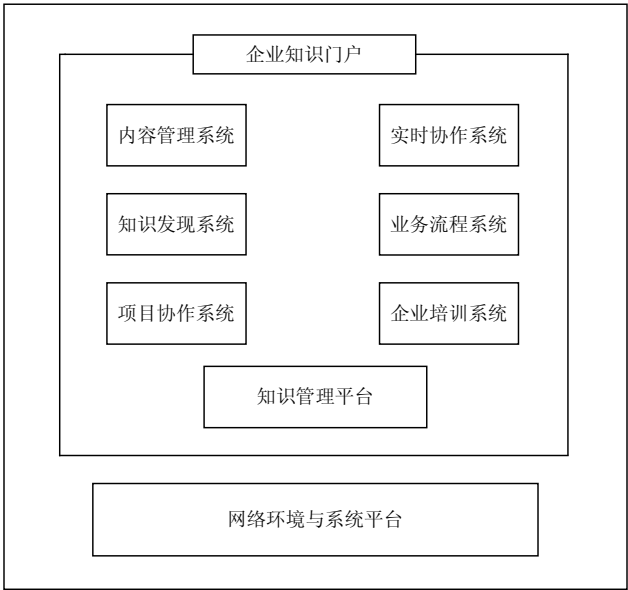 企业知识门户
内容管理系统
实时协作系统
知识发现系统
业务流程系统
项目协作系统
企业培训系统
知识管理平台
网络环境与系统平台